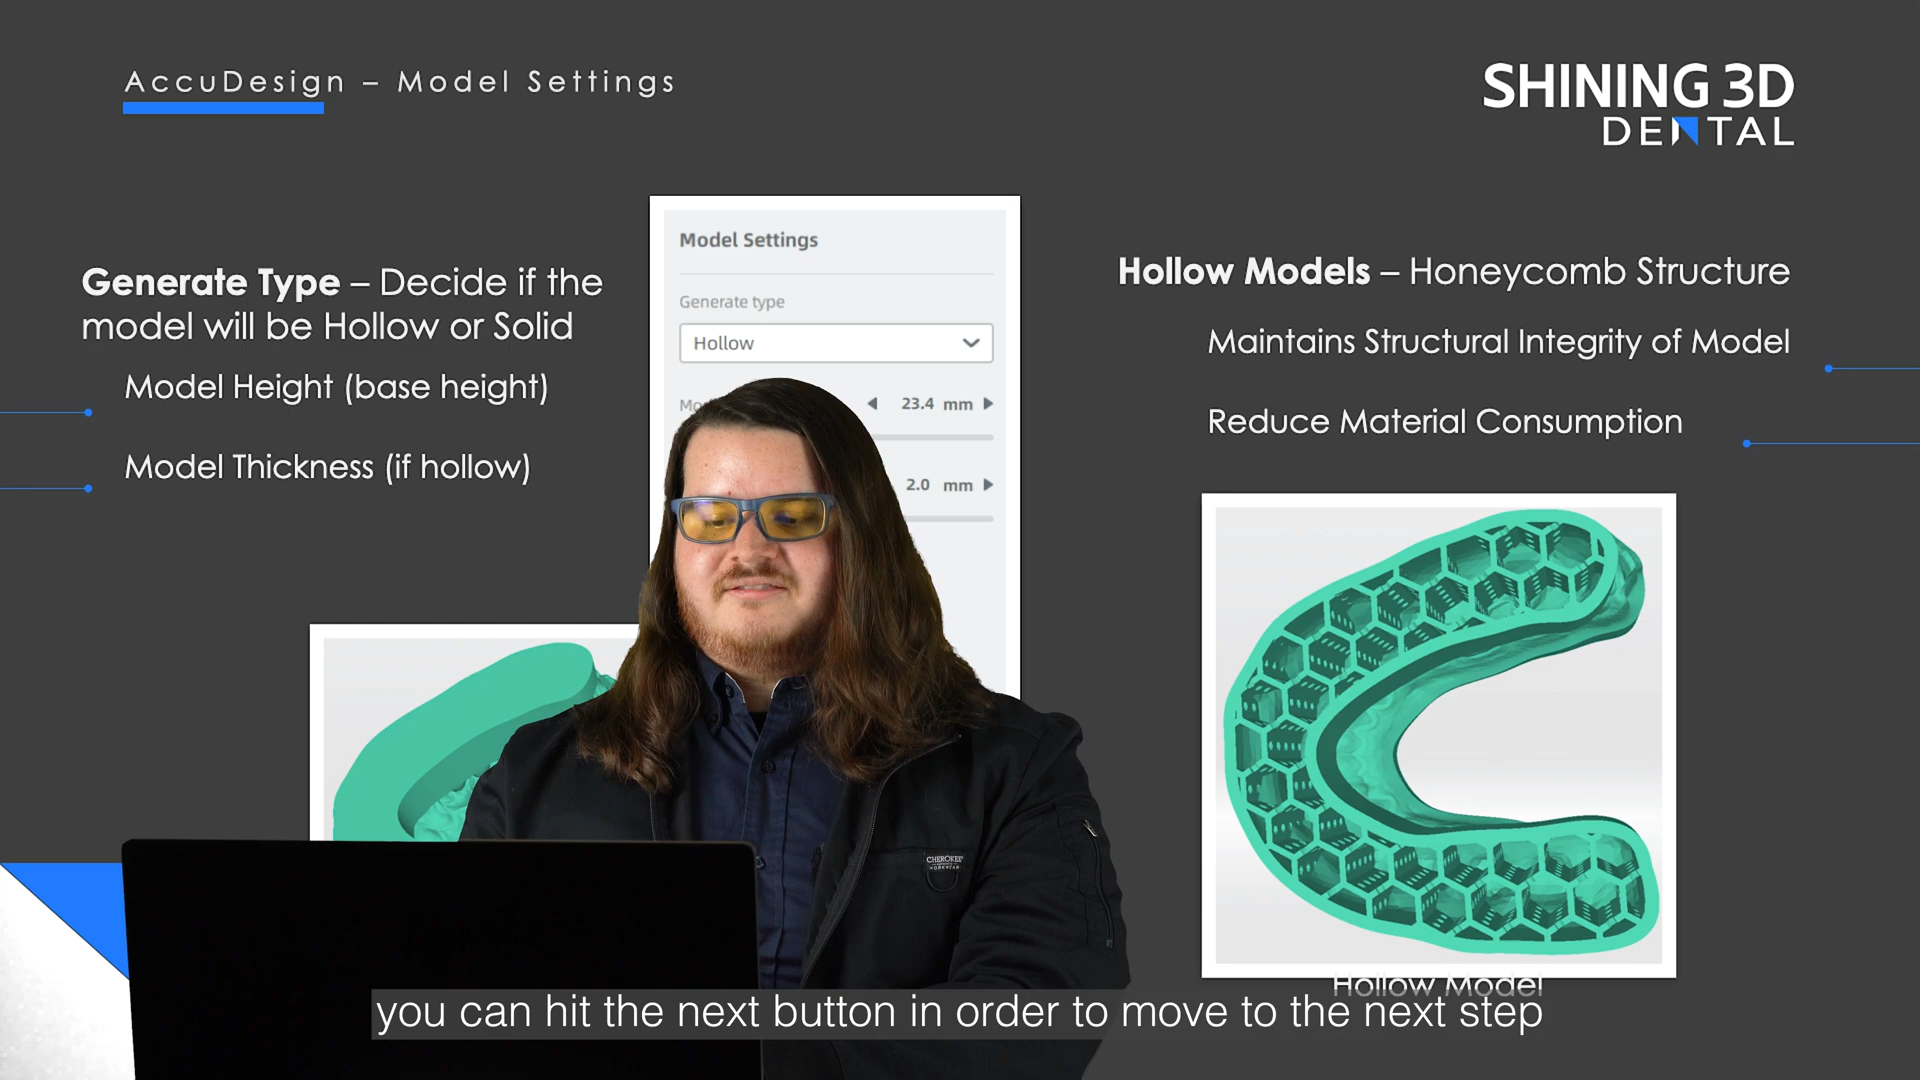 AccuDesign – Model Settings
SHINING 3D
DENTAL
Generate Type – Decide if the
model will be Hollow or Solid
Model Height (base height)
Model Thickness (if hollow)
Model Settings
Generate type
Hollow
23.4 mm
2.0 mm
Hollow Models – Honeycomb Structure
Maintains Structural Integrity of Model
Reduce Material Consumption
CHEROKEE
WORKWEAR
Hollow Model
you can hit the next button in order to move to the next step